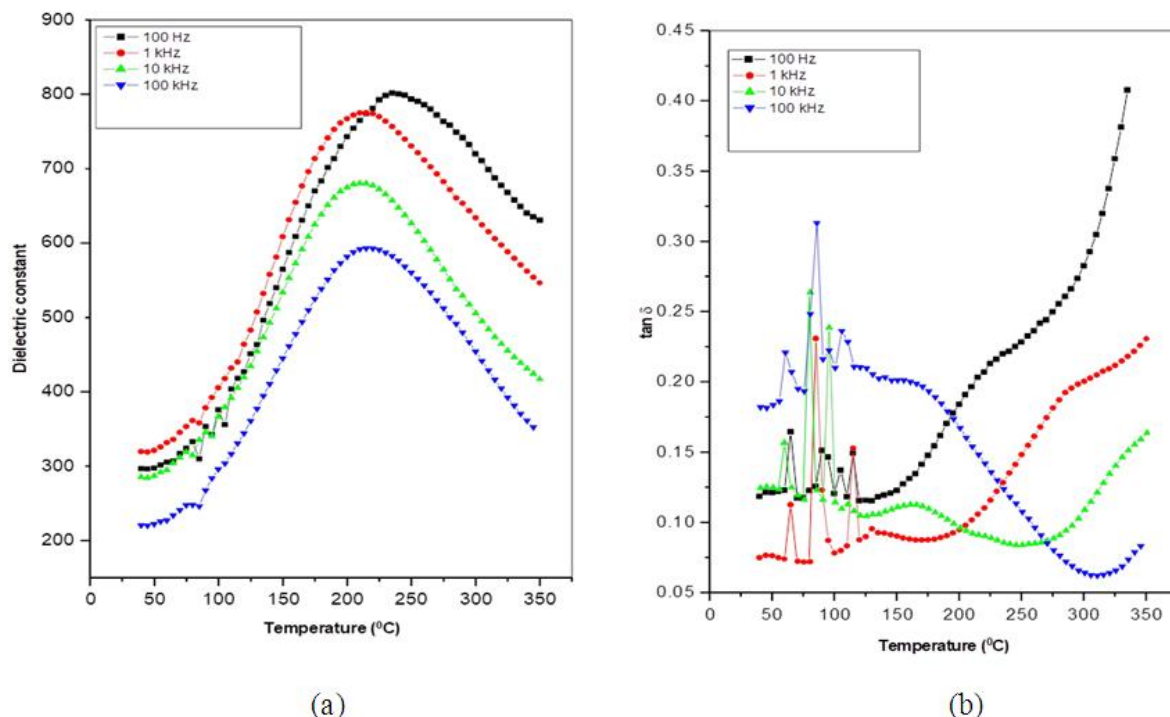 900
800
700
600
500
400
300
200
Dielectric constant
100 Hz
1 kHz
10 kHz
100 kHz
0 50 100 150 200 250 300 350
Temperature (⁰C)
(a)
0.45
0.40
0.35
0.30
0.25
0.20
0.15
0.10
0.05
tan δ
100 Hz
1 kHz
10 kHz
100 kHz
0 50 100 150 200 250 300 350
Temperature (⁰C)
(b)